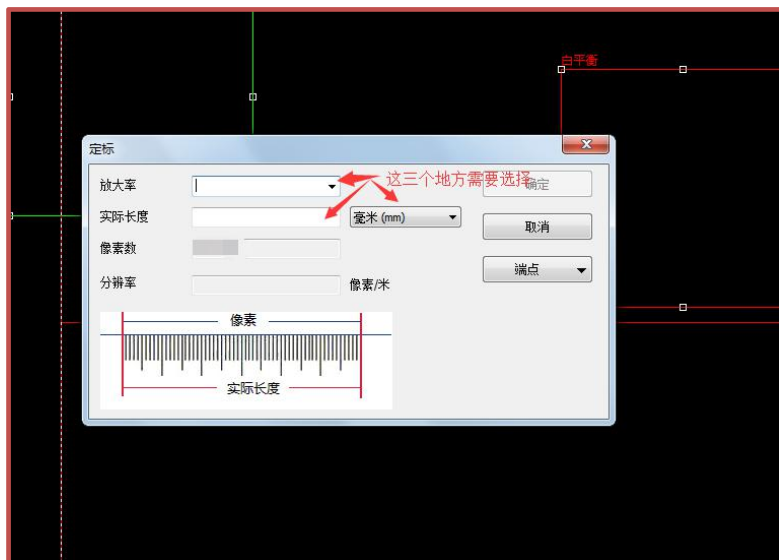 白平衡
定标
放大率
这三个地方需要选择
确定
实际长度
毫米 (mm)
取消
像素数
端点
分辨率
像素/米
像素
实际长度